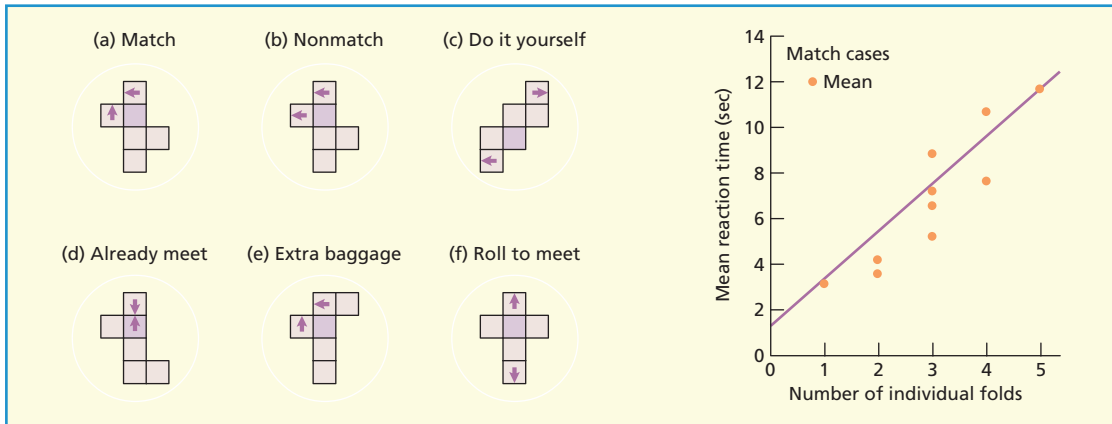 (a) Match
(b) Nonmatch
(c) Do it yourself
(d) Already meet
(e) Extra baggage
(f) Roll to meet
Mean reaction time (sec)
14
12
10
8
6
4
2
0
Match cases
Mean
0 1 2 3 4 5
Number of individual folds